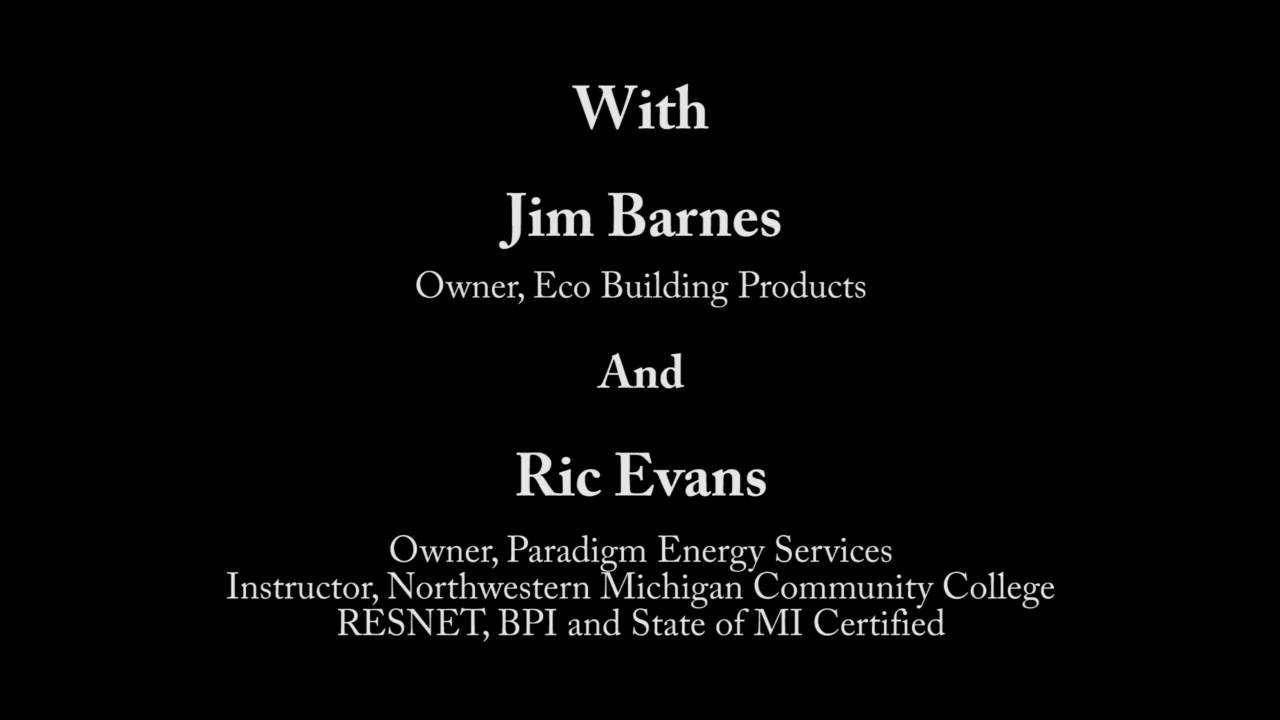 With
Jim Barnes
Owner, Eco Building Products
And
Ric Evans
Owner, Paradigm Energy Services
Instructor, Northwestern Michigan Community College
RESNET, BPI and State of MI Certified